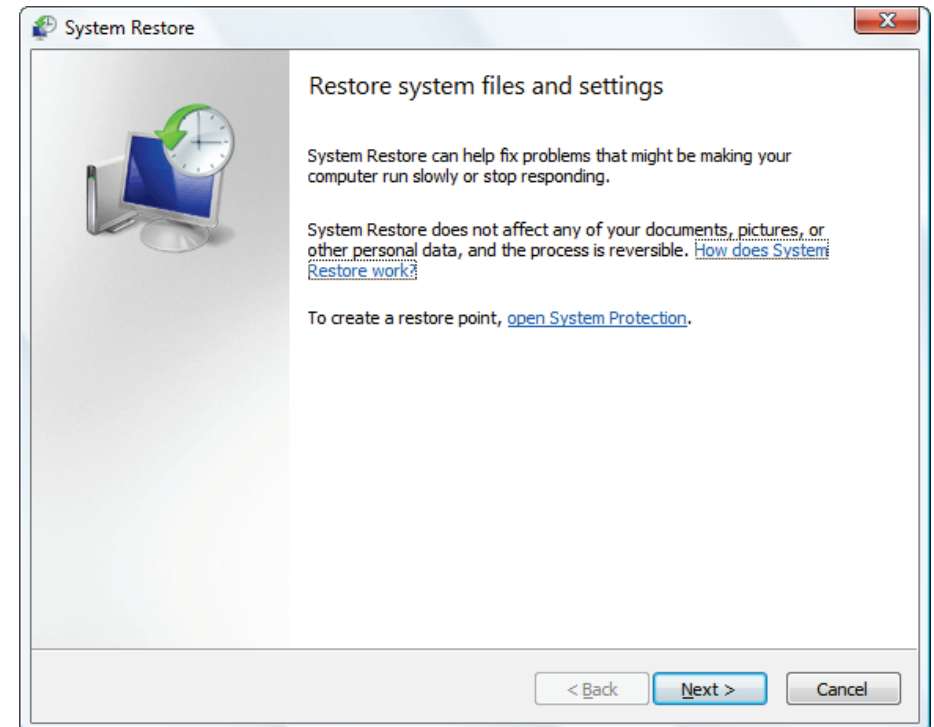 System Restore
Restore system files and settings
System Restore can help fix problems that might be making your
computer run slowly or stop responding.
System Restore does not affect any of your documents, pictures, or
other personal data, and the process is reversible. How does System
Restore work?
To create a restore point, open System Protection.
< Back Next > Cancel